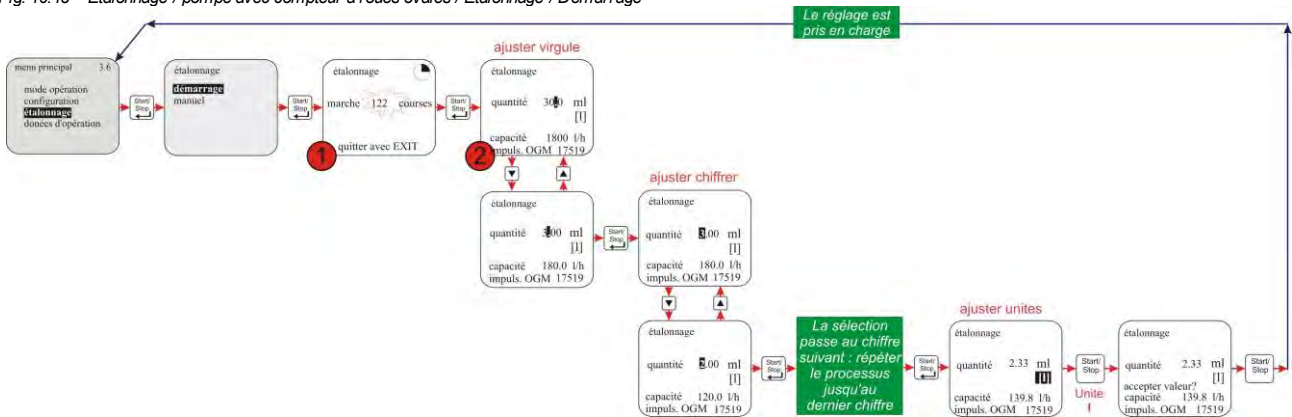 Fig. 10.10 Étalonnage / pompe avec compteur à roues ovales / Étalonnage / Démarrage
Le réglage est
pris en charge
ajuster virgule
menu principal 3.6
mode opération
configuration
étalonnage
donées d'opération
Start/
Stop
étalonnage
démarrage
manuel
Start/
Stop
étalonnage
marche 122 courses
quitter avec EXIT
1
Start/
Stop
étalonnage
quantité 300 ml
[l]
capacité 1800 l/h
impuls. OGM 17519
2
ajuster chiffrer
étalonnage
quantité 3.00 ml
[l]
capacité 180.0 l/h
impuls. OGM 17519
Start/
Stop
étalonnage
quantité 3.00 ml
[l]
capacité 180.0 l/h
impuls. OGM 17519
étalonnage
quantité 2.00 ml
[l]
capacité 120.0 l/h
impuls. OGM 17519
Start/
Stop
La sélection
passe au chiffre
suivant : répéter
le processus
jusqu'au
dernier chiffre
Start/
Stop
ajuster unites
étalonnage
quantité 2.33 ml
[l]
capacité 139.8 l/h
impuls. OGM 17519
Start/
Stop
Unite
!
étalonnage
quantité 2.33 ml
[l]
accepter valeur?
capacité 139.8 l/h
impuls. OGM 17519
Start/
Stop